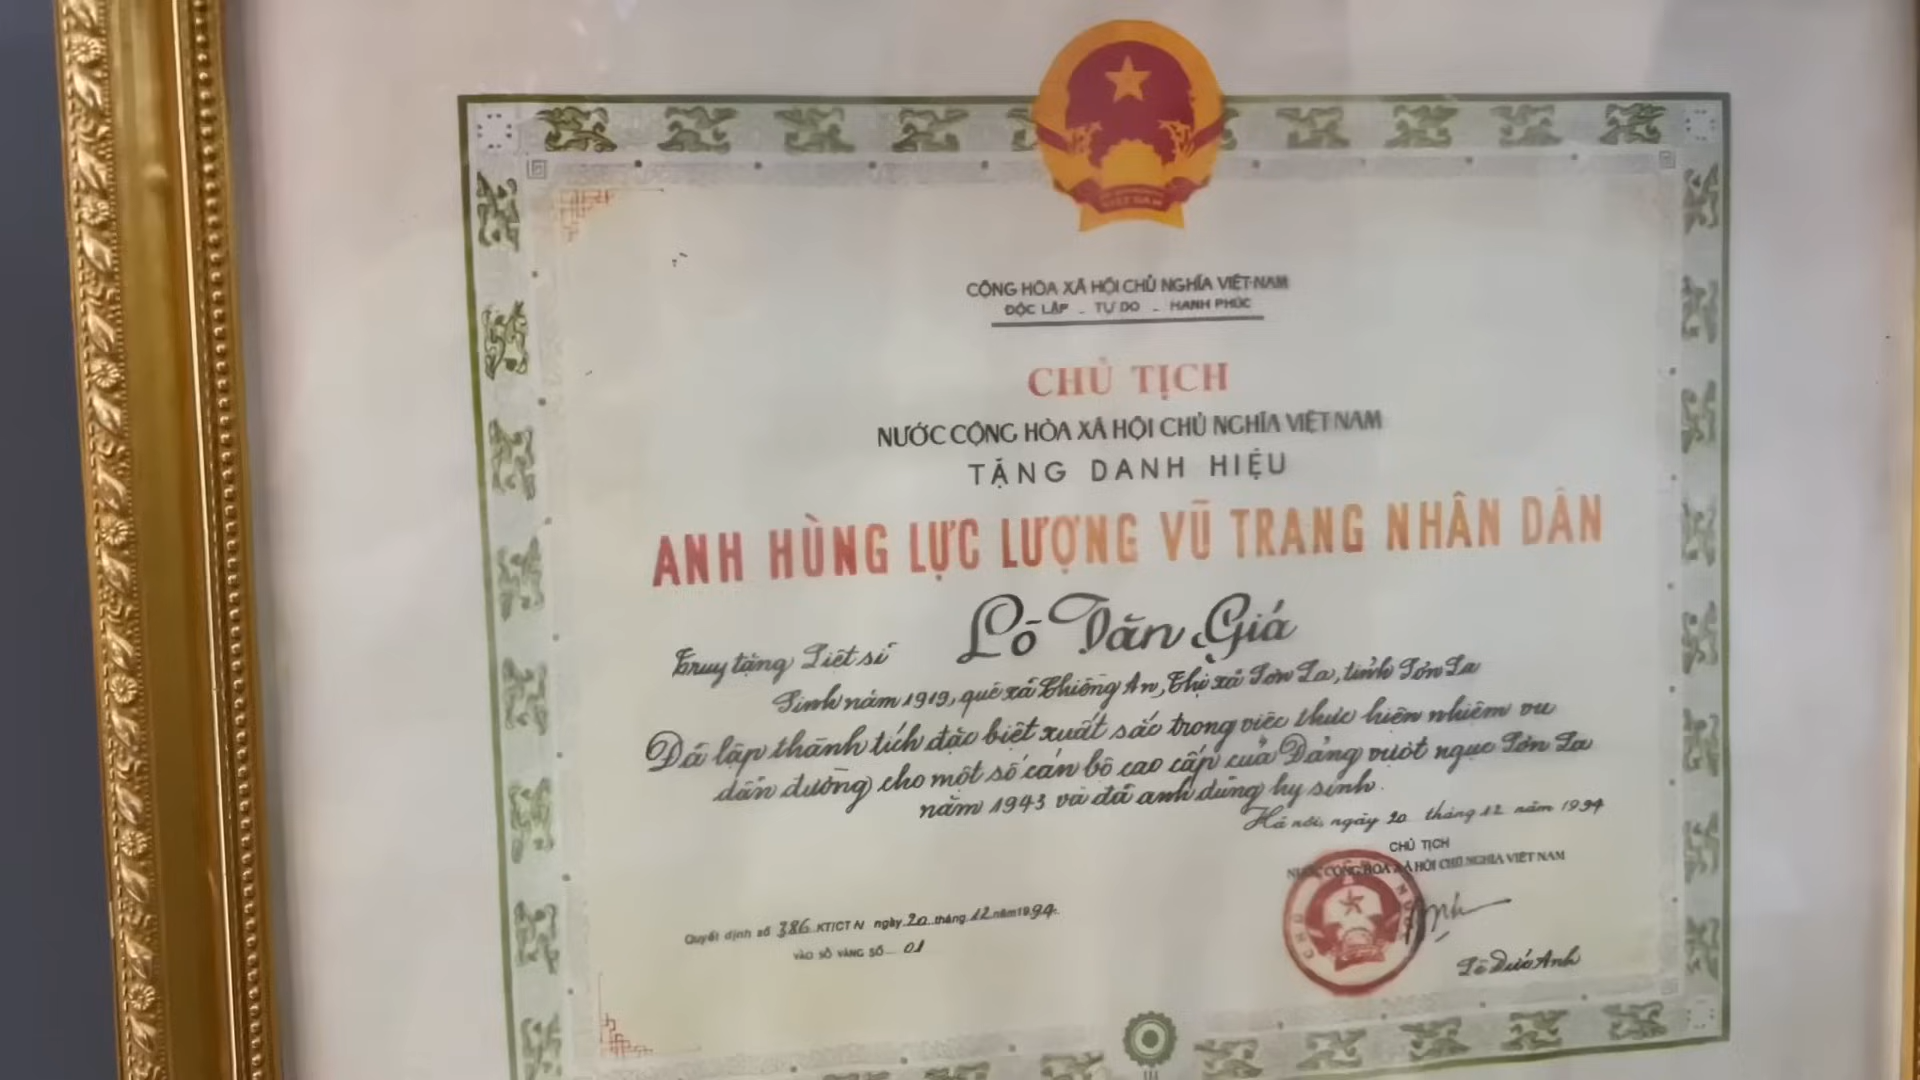 VIỆT NAM
CỘNG HÒA XÃ HỘI CHỦ NGHĨA VIỆT NAM
ĐỘC LẬP - TỰ DO - HẠNH PHÚC
CHỦ TỊCH
NƯỚC CỘNG HÒA XÃ HỘI CHỦ NGHĨA VIỆT NAM
TẶNG DANH HIỆU
ANH HÙNG LỰC LƯỢNG VŨ TRANG NHÂN DÂN
Truy tặng Liệt sĩ Lò Văn Giá
Sinh năm 1919, quê xã Chiềng An, Thị xã Sơn La, tỉnh Sơn La
Đã lập thành tích đặc biệt xuất sắc trong việc thực hiện nhiệm vụ
dẫn đường cho một số cán bộ cao cấp của Đảng vượt ngục Sơn La
năm 1943 và đã anh dũng hy sinh.
Hà nội, ngày 20 tháng 12 năm 1994
CHỦ TỊCH
NƯỚC CỘNG HÒA XÃ HỘI CHỦ NGHĨA VIỆT NAM
Quyết định số 386 KT/CTN ngày 20 tháng 12 năm 1994
VÀO SỔ VÀNG SỐ 01
Lê Đức Anh